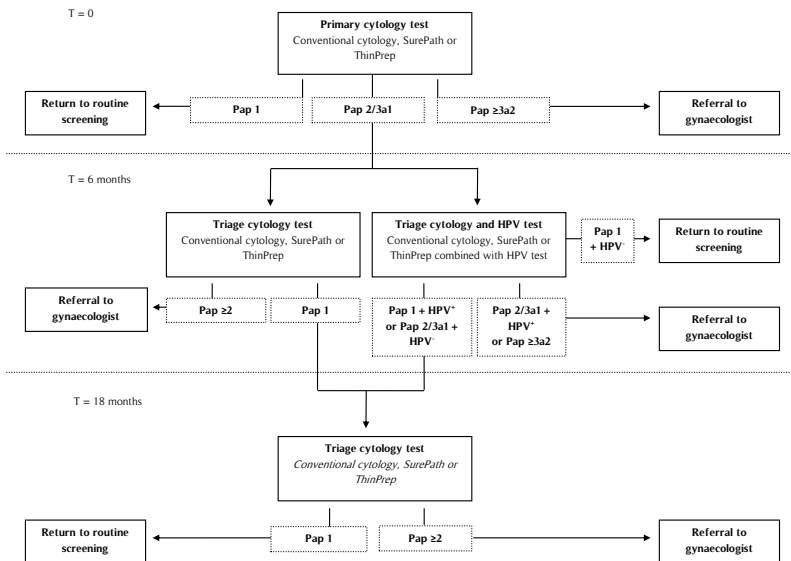 T = 0
Primary cytology test
Conventional cytology, SurePath or
ThinPrep
Return to routine
screening
Pap 1
Pap 2/3a1
Pap ≥3a2
Referral to
gynaecologist
T = 6 months
Triage cytology test
Conventional cytology, SurePath or
ThinPrep
Triage cytology and HPV test
Conventional cytology, SurePath or
ThinPrep combined with HPV test
Pap 1
+ HPV⁻
Return to routine
screening
Referral to
gynaecologist
Pap ≥2
Pap 1
Pap 1 + HPV⁺
or Pap 2/3a1 +
HPV⁻
Pap 2/3a1 +
HPV⁺
or Pap ≥3a2
Referral to
gynaecologist
T = 18 months
Triage cytology test
Conventional cytology, SurePath or
ThinPrep
Return to routine
screening
Pap 1
Pap ≥2
Referral to
gynaecologist